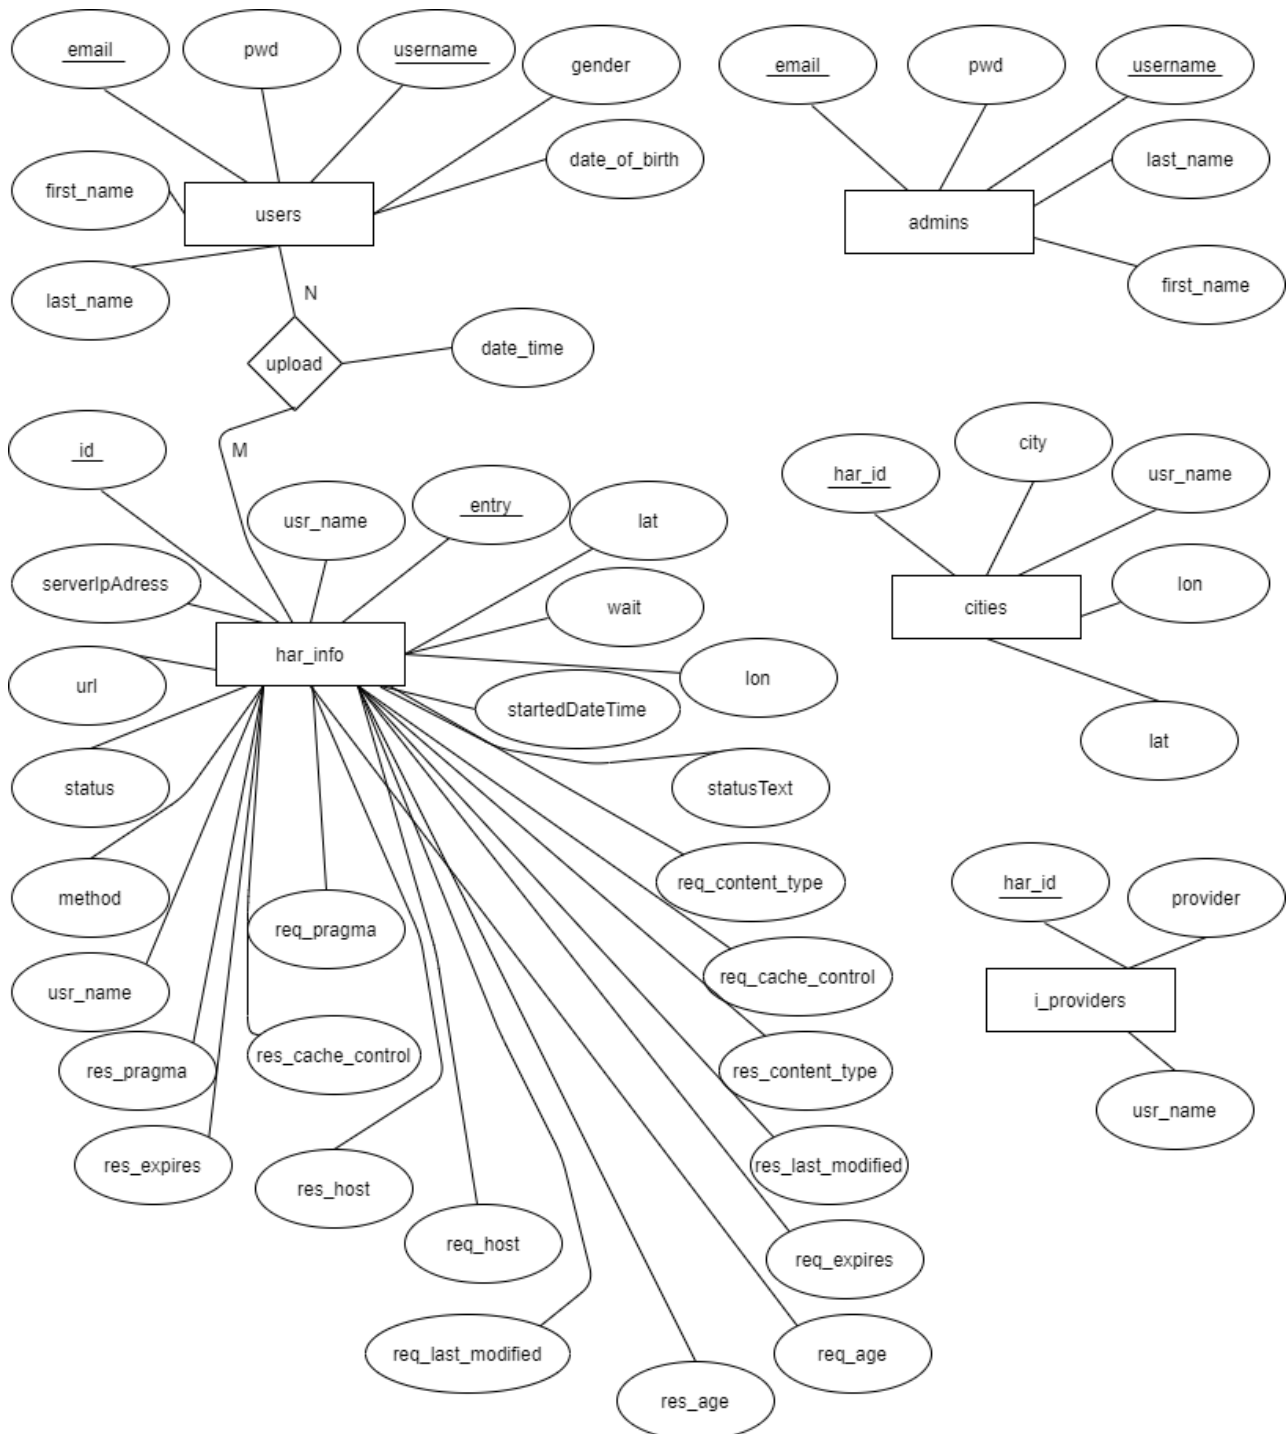 email
pwd
username
gender
date_of_birth
first_name
users
last_name
N
upload
date_time
M
email
pwd
username
last_name
admins
first_name
id
usr_name
entry
lat
serverIpAdress
wait
har_info
lon
url
startedDateTime
status
statusText
method
req_content_type
req_pragma
req_cache_control
usr_name
res_pragma
res_cache_control
res_content_type
res_expires
res_host
res_last_modified
req_host
req_expires
req_last_modified
req_age
res_age
har_id
city
usr_name
cities
lon
lat
har_id
provider
i_providers
usr_name